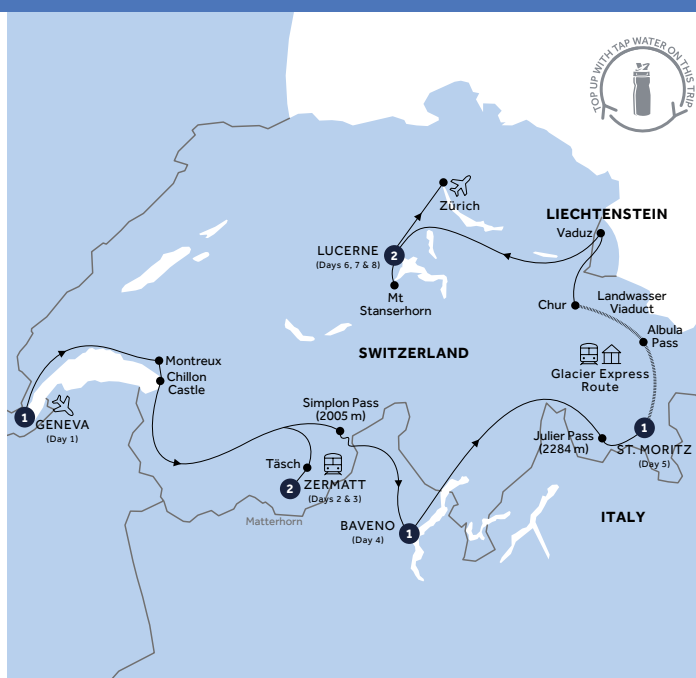 TOP UP WITH TAP WATER ON THIS TRIP
Zürich
LIECHTENSTEIN
Vaduz
LUCERNE
2
(Days 6, 7 & 8)
Mt
Stanserhorn
Chur
Landwasser
Viaduct
Albula
Pass
SWITZERLAND
Glacier Express
Route
Montreux
Chillon
Castle
1
GENEVA
(Day 1)
Simplon Pass
(2005 m)
Julier Pass
(2284 m)
1
ST. MORITZ
(Day 5)
Täsch
2
ZERMATT
(Days 2 & 3)
Matterhorn
BAVENO
1
(Day 4)
ITALY